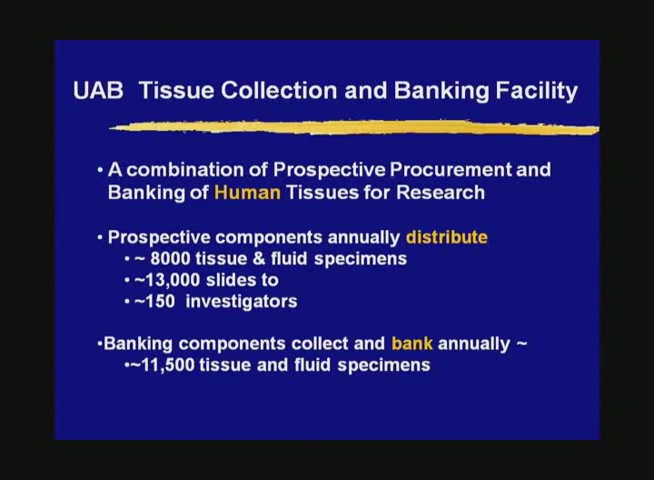 UAB Tissue Collection and Banking Facility
• A combination of Prospective Procurement and
Banking of Human Tissues for Research
• Prospective components annually distribute
• ~ 8000 tissue & fluid specimens
• ~13,000 slides to
• ~150 investigators
•Banking components collect and bank annually ~
•~11,500 tissue and fluid specimens